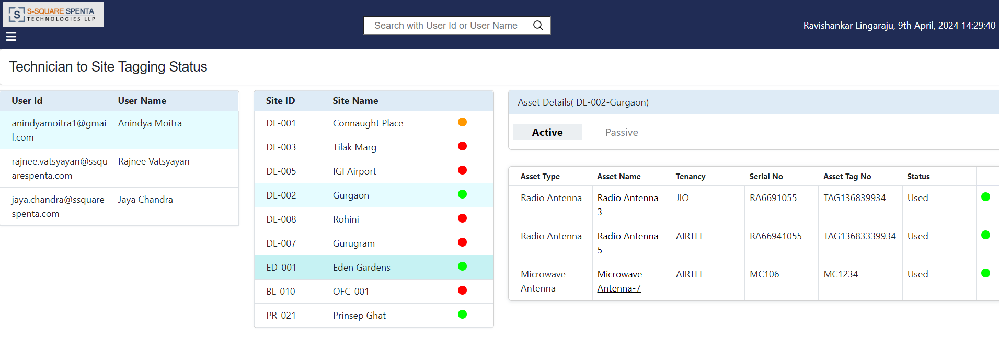 S-SQUARE SPENTA
TECHNOLOGIES LLP
Search with User Id or User Name
Ravishankar Lingaraju, 9th April, 2024 14:29:40
Technician to Site Tagging Status
User Id User Name
anindyamoitra1@gmai Anindya Moitra
l.com
rajnee.vatsyayan@ssqu Rajnee Vatsyayan
arespenta.com
jaya.chandra@ssquare Jaya Chandra
spenta.com
Site ID Site Name
DL-001 Connaught Place
DL-003 Tilak Marg
DL-005 IGI Airport
DL-002 Gurgaon
DL-008 Rohini
DL-007 Gurugram
ED_001 Eden Gardens
BL-010 OFC-001
PR_021 Prinsep Ghat
Asset Details( DL-002-Gurgaon)
Active Passive
Asset Type Asset Name Tenancy Serial No Asset Tag No Status
Radio Antenna Radio Antenna JIO RA6691055 TAG136839934 Used
3
Radio Antenna Radio Antenna AIRTEL RA66941055 TAG13683339934 Used
5
Microwave Microwave AIRTEL MC106 MC1234 Used
Antenna Antenna-7